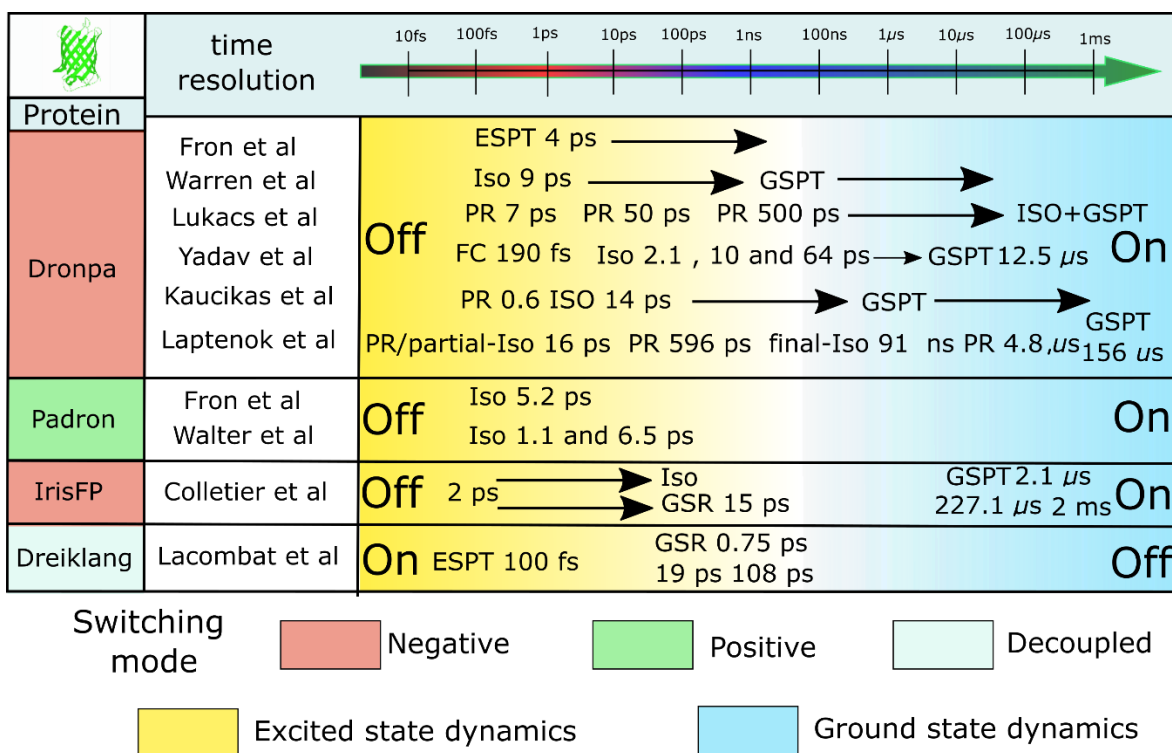 time resolution
10fs 100fs 1ps 10ps 100ps 1ns 100ns 1µs 10µs 100µs 1ms
Protein
Dronpa
Off
On
Fron et al
ESPT 4 ps
Warren et al
Iso 9 ps GSPT
Lukacs et al
PR 7 ps PR 50 ps PR 500 ps ISO+GSPT
Yadav et al
FC 190 fs Iso 2.1 , 10 and 64 ps GSPT 12.5 µs
Kaucikas et al
PR 0.6 ISO 14 ps GSPT
GSPT
156 us
Laptenok et al
PR/partial-Iso 16 ps PR 596 ps final-Iso 91 ns PR 4.8,µs
Padron
Off
On
Fron et al
Iso 5.2 ps
Walter et al
Iso 1.1 and 6.5 ps
IrisFP
Colletier et al
Off
2 ps
Iso
GSR 15 ps
GSPT 2.1 µs
227.1 µs 2 ms
On
Dreiklang
Lacombat et al
On
ESPT 100 fs
GSR 0.75 ps
19 ps 108 ps
Off
Switching
mode
Negative
Positive
Decoupled
Excited state dynamics
Ground state dynamics